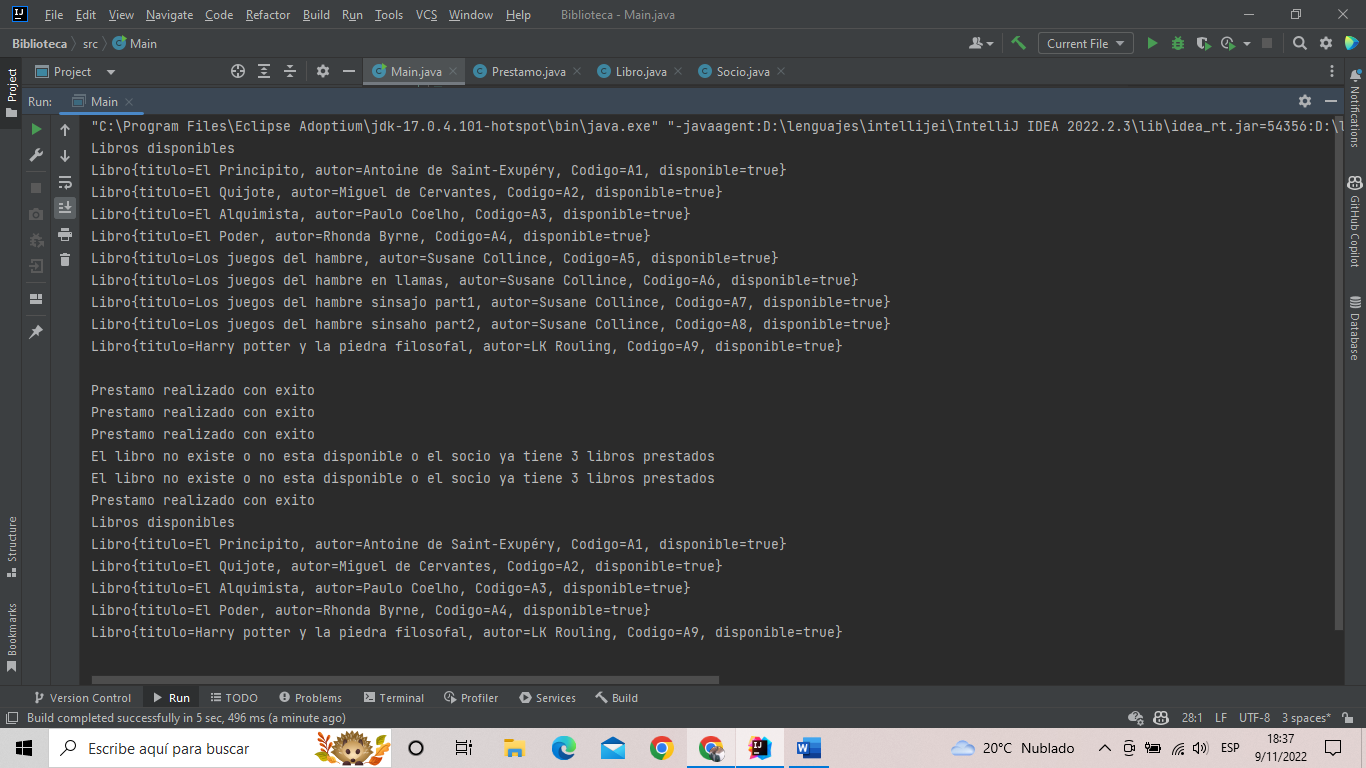 File Edit View Navigate Code Refactor Build Run Tools VCS Window Help Biblioteca - Main.java
Biblioteca src Main Current File
Project Main.java Prestamo.java Libro.java Socio.java
Run: Main
"C:\Program Files\Eclipse Adoptium\jdk-17.0.4.101-hotspot\bin\java.exe" "-javaagent:D:\lenguajes\intellijei\IntelliJ IDEA 2022.2.3\lib\idea_rt.jar=54356:D:\
Libros disponibles
Libro{titulo=El Principito, autor=Antoine de Saint-Exupéry, Codigo=A1, disponible=true}
Libro{titulo=El Quijote, autor=Miguel de Cervantes, Codigo=A2, disponible=true}
Libro{titulo=El Alquimista, autor=Paulo Coelho, Codigo=A3, disponible=true}
Libro{titulo=El Poder, autor=Rhonda Byrne, Codigo=A4, disponible=true}
Libro{titulo=Los juegos del hambre, autor=Susane Collince, Codigo=A5, disponible=true}
Libro{titulo=Los juegos del hambre en llamas, autor=Susane Collince, Codigo=A6, disponible=true}
Libro{titulo=Los juegos del hambre sinsajo part1, autor=Susane Collince, Codigo=A7, disponible=true}
Libro{titulo=Los juegos del hambre sinsaho part2, autor=Susane Collince, Codigo=A8, disponible=true}
Libro{titulo=Harry potter y la piedra filosofal, autor=LK Rouling, Codigo=A9, disponible=true}
Prestamo realizado con exito
Prestamo realizado con exito
Prestamo realizado con exito
El libro no existe o no esta disponible o el socio ya tiene 3 libros prestados
El libro no existe o no esta disponible o el socio ya tiene 3 libros prestados
Prestamo realizado con exito
Libros disponibles
Libro{titulo=El Principito, autor=Antoine de Saint-Exupéry, Codigo=A1, disponible=true}
Libro{titulo=El Quijote, autor=Miguel de Cervantes, Codigo=A2, disponible=true}
Libro{titulo=El Alquimista, autor=Paulo Coelho, Codigo=A3, disponible=true}
Libro{titulo=El Poder, autor=Rhonda Byrne, Codigo=A4, disponible=true}
Libro{titulo=Harry potter y la piedra filosofal, autor=LK Rouling, Codigo=A9, disponible=true}
Project
Structure
Bookmarks
Notifications
GitHub Copilot
Database
Version Control Run TODO Problems Terminal Profiler Services Build
Build completed successfully in 5 sec, 496 ms (a minute ago) 28:1 LF UTF-8 3 spaces*
Escribe aquí para buscar 20°C Nublado ESP 18:37
9/11/2022